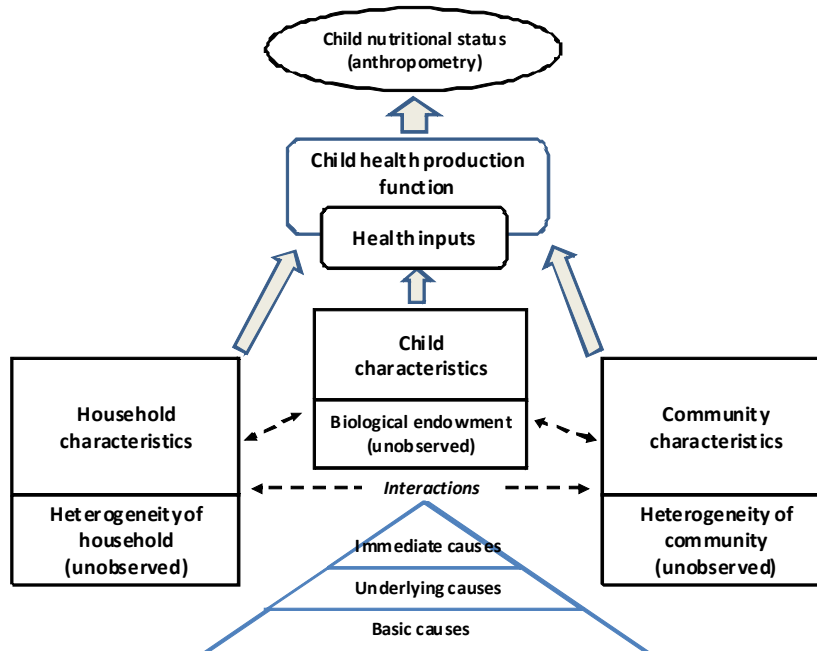 Child nutritional status
(anthropometry)
Child health production
function
Health inputs
Child
characteristics
Biological endowment
(unobserved)
Household
characteristics
Heterogeneity of
household
(unobserved)
Community
characteristics
Heterogeneity of
community
(unobserved)
Interactions
Immediate causes
Underlying causes
Basic causes